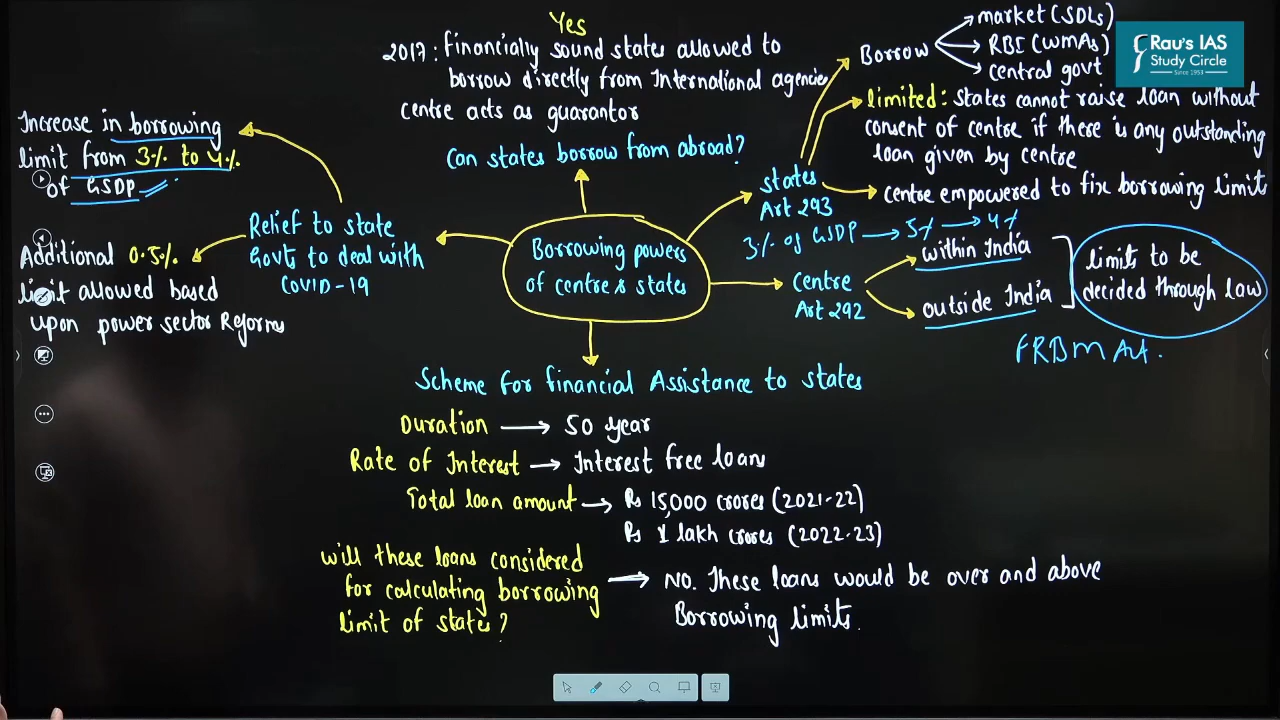 Yes
2017: financially sound states allowed to
borrow directly from International agencies
centre acts as guarantor
Can states borrow from abroad?
Borrow
market (SDLs)
RBI (WMAs)
central govt
Rau's IAS
Study Circle
Since 1953
limited: States cannot raise loan without
consent of centre if there is any outstanding
loan given by centre
states
Art 293
centre empowered to fix borrowing limits
3% of GSDP → 5% → 4%
Increase in borrowing
limit from 3% to 4%
of GSDP
Relief to state
Govts to deal with
COVID-19
Additional 0.5%
limit allowed based
upon power sector Reforms
Borrowing powers
of centre & states
Centre
Art 292
within India
outside India
limits to be
decided through law
FRBM Act.
Scheme for financial Assistance to states
Duration → 50 year
Rate of Interest → Interest free loans
Total loan amount → Rs 15,000 crores (2021-22)
Rs 1 lakh crores (2022-23)
will these loans considered
for calculating borrowing
limit of states?
→ NO. These loans would be over and above
Borrowing limits.